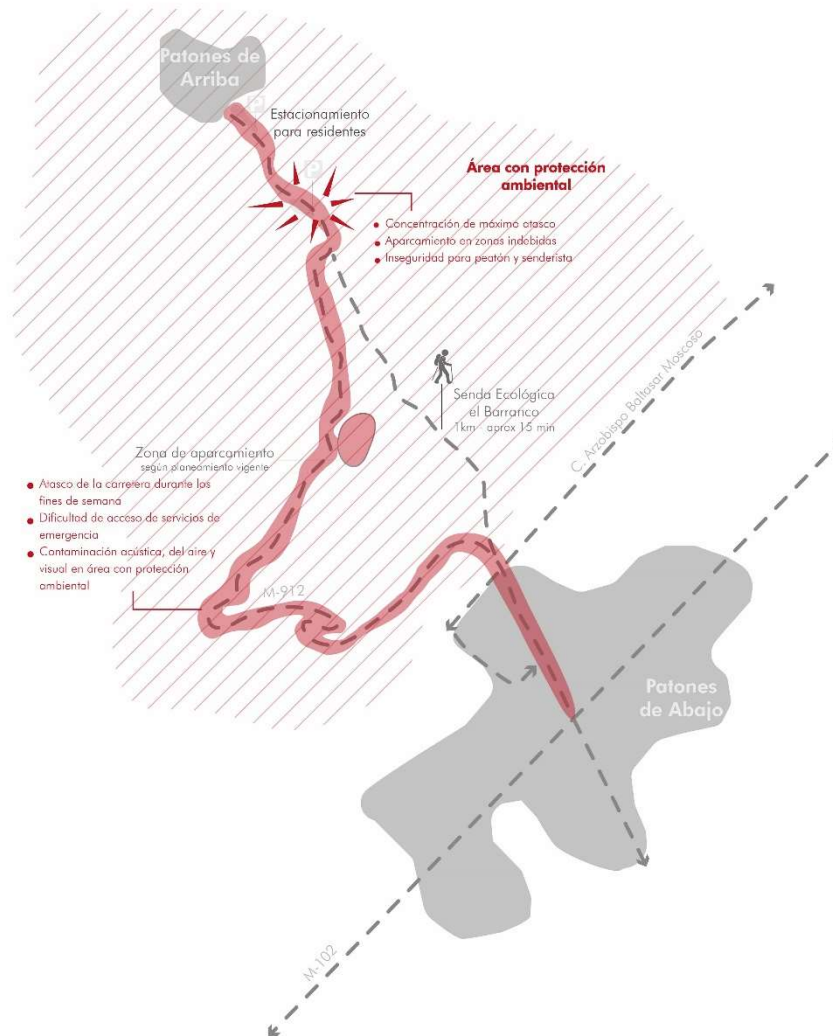 Patones de
Arriba
P
Estacionamiento
para residentes
P
Área con protección
ambiental
Concentración de máximo atasco
Aparcamiento en zonas indebidas
Inseguridad para peatón y senderista
C. Arzobispo Baltasar Moscoso
Senda Ecológica
el Barranco
1km - aprox 15 min
Zona de aparcamiento
según planeamiento vigente
Atasco de la carretera durante los
fines de semana
Dificultad de acceso de servicios de
emergencia
Contaminación acústica, del aire y
visual en área con protección
ambiental
M-912
Patones
de Abajo
M-102